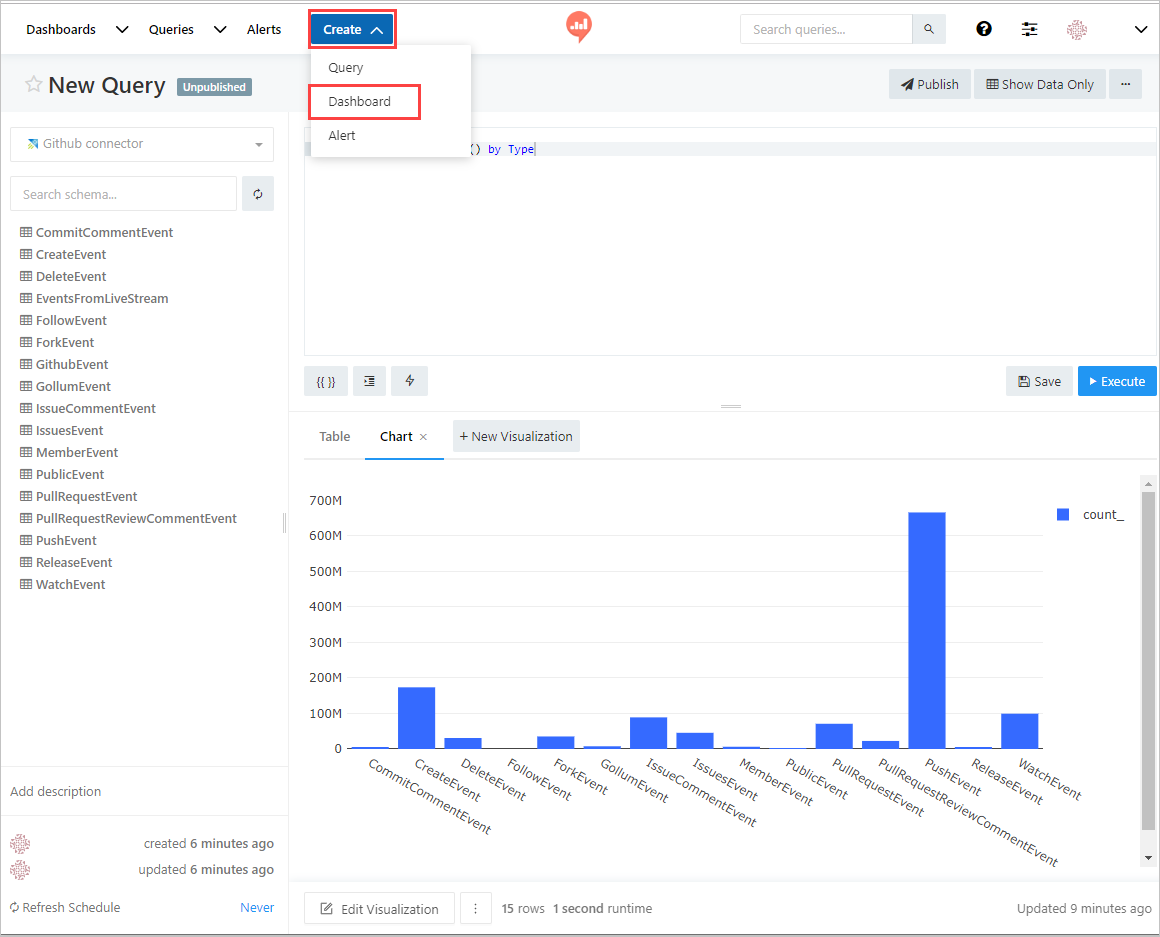 Dashboards Queries Alerts Create Search queries...
Query
Dashboard
Alert
New Query Unpublished Publish Show Data Only ...
Github connector
() by Type
Search schema...
CommitCommentEvent
CreateEvent
DeleteEvent
EventsFromLiveStream
FollowEvent
ForkEvent
GithubEvent
GollumEvent
IssueCommentEvent
IssuesEvent
MemberEvent
PublicEvent
PullRequestEvent
PullRequestReviewCommentEvent
PushEvent
ReleaseEvent
WatchEvent
{{ }} Save Execute
Table Chart × + New Visualization
700M
600M
500M
400M
300M
200M
100M
0
count_
CommitCommentEvent
CreateEvent
DeleteEvent
FollowEvent
ForkEvent
GollumEvent
IssueCommentEvent
IssuesEvent
MemberEvent
PublicEvent
PullRequestEvent
PullRequestReviewCommentEvent
PushEvent
ReleaseEvent
WatchEvent
Add description
created 6 minutes ago
updated 6 minutes ago
Refresh Schedule Never
Edit Visualization 15 rows 1 second runtime Updated 9 minutes ago